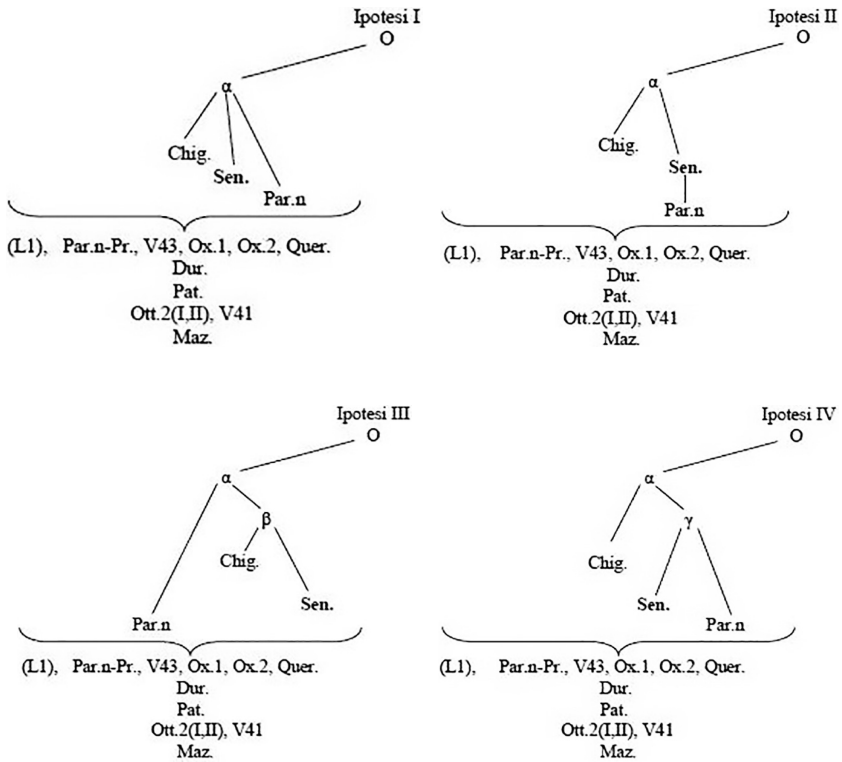 Ipotesi I
O
α
Chig.
Sen.
Par.n
(L1), Par.n-Pr., V43, Ox.1, Ox.2, Quer.
Dur.
Pat.
Ott.2(I,II), V41
Maz.
Ipotesi II
O
α
Chig.
Sen.
Par.n
(L1), Par.n-Pr., V43, Ox.1, Ox.2, Quer.
Dur.
Pat.
Ott.2(I,II), V41
Maz.
Ipotesi III
O
α
β
Chig.
Sen.
Par.n
(L1), Par.n-Pr., V43, Ox.1, Ox.2, Quer.
Dur.
Pat.
Ott.2(I,II), V41
Maz.
Ipotesi IV
O
α
γ
Chig.
Sen.
Par.n
(L1), Par.n-Pr., V43, Ox.1, Ox.2, Quer.
Dur.
Pat.
Ott.2(I,II), V41
Maz.